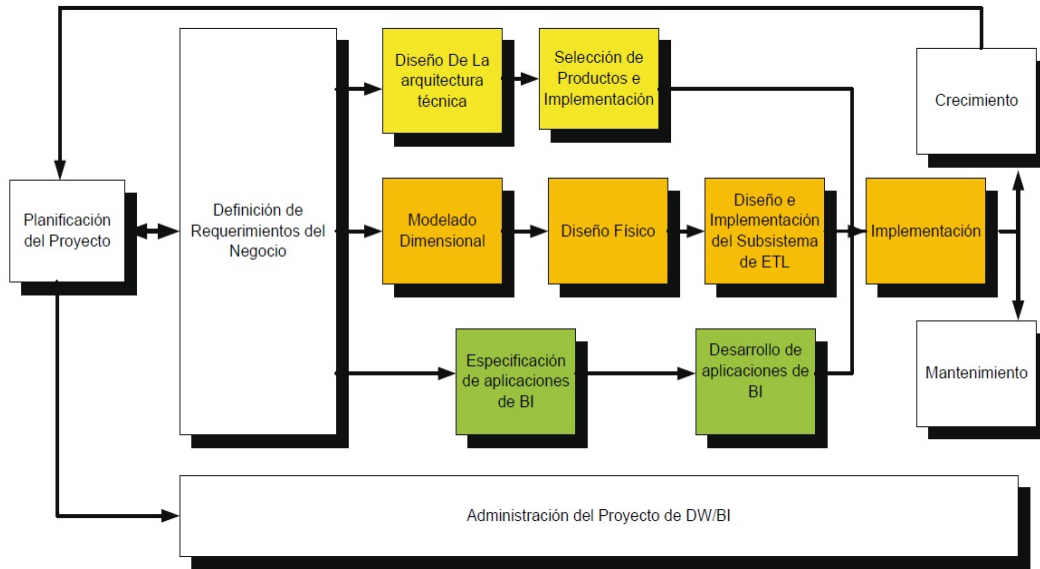 Planificación
del Proyecto
Definición de
Requerimientos del
Negocio
Diseño De La
arquitectura
técnica
Selección de
Productos e
Implementación
Modelado
Dimensional
Diseño Físico
Diseño e
Implementación
del Subsistema
de ETL
Implementación
Especificación
de aplicaciones
de BI
Desarrollo de
aplicaciones de
BI
Crecimiento
Mantenimiento
Administración del Proyecto de DW/BI